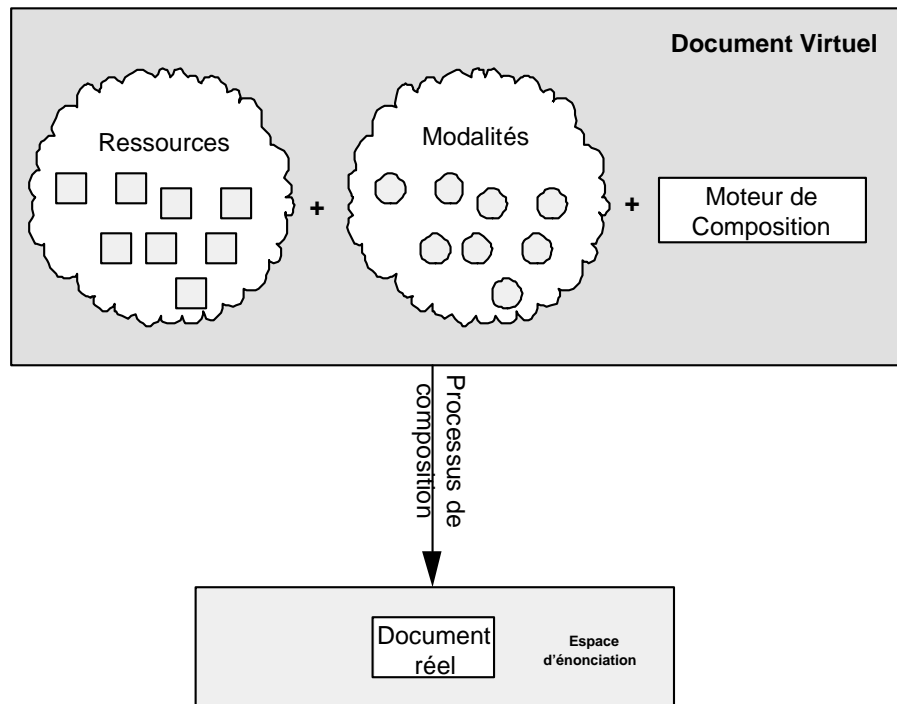 Document Virtuel
Ressources
Modalités
+
+
Moteur de
Composition
Processus de
composition
Document
réel
Espace
d'énonciation